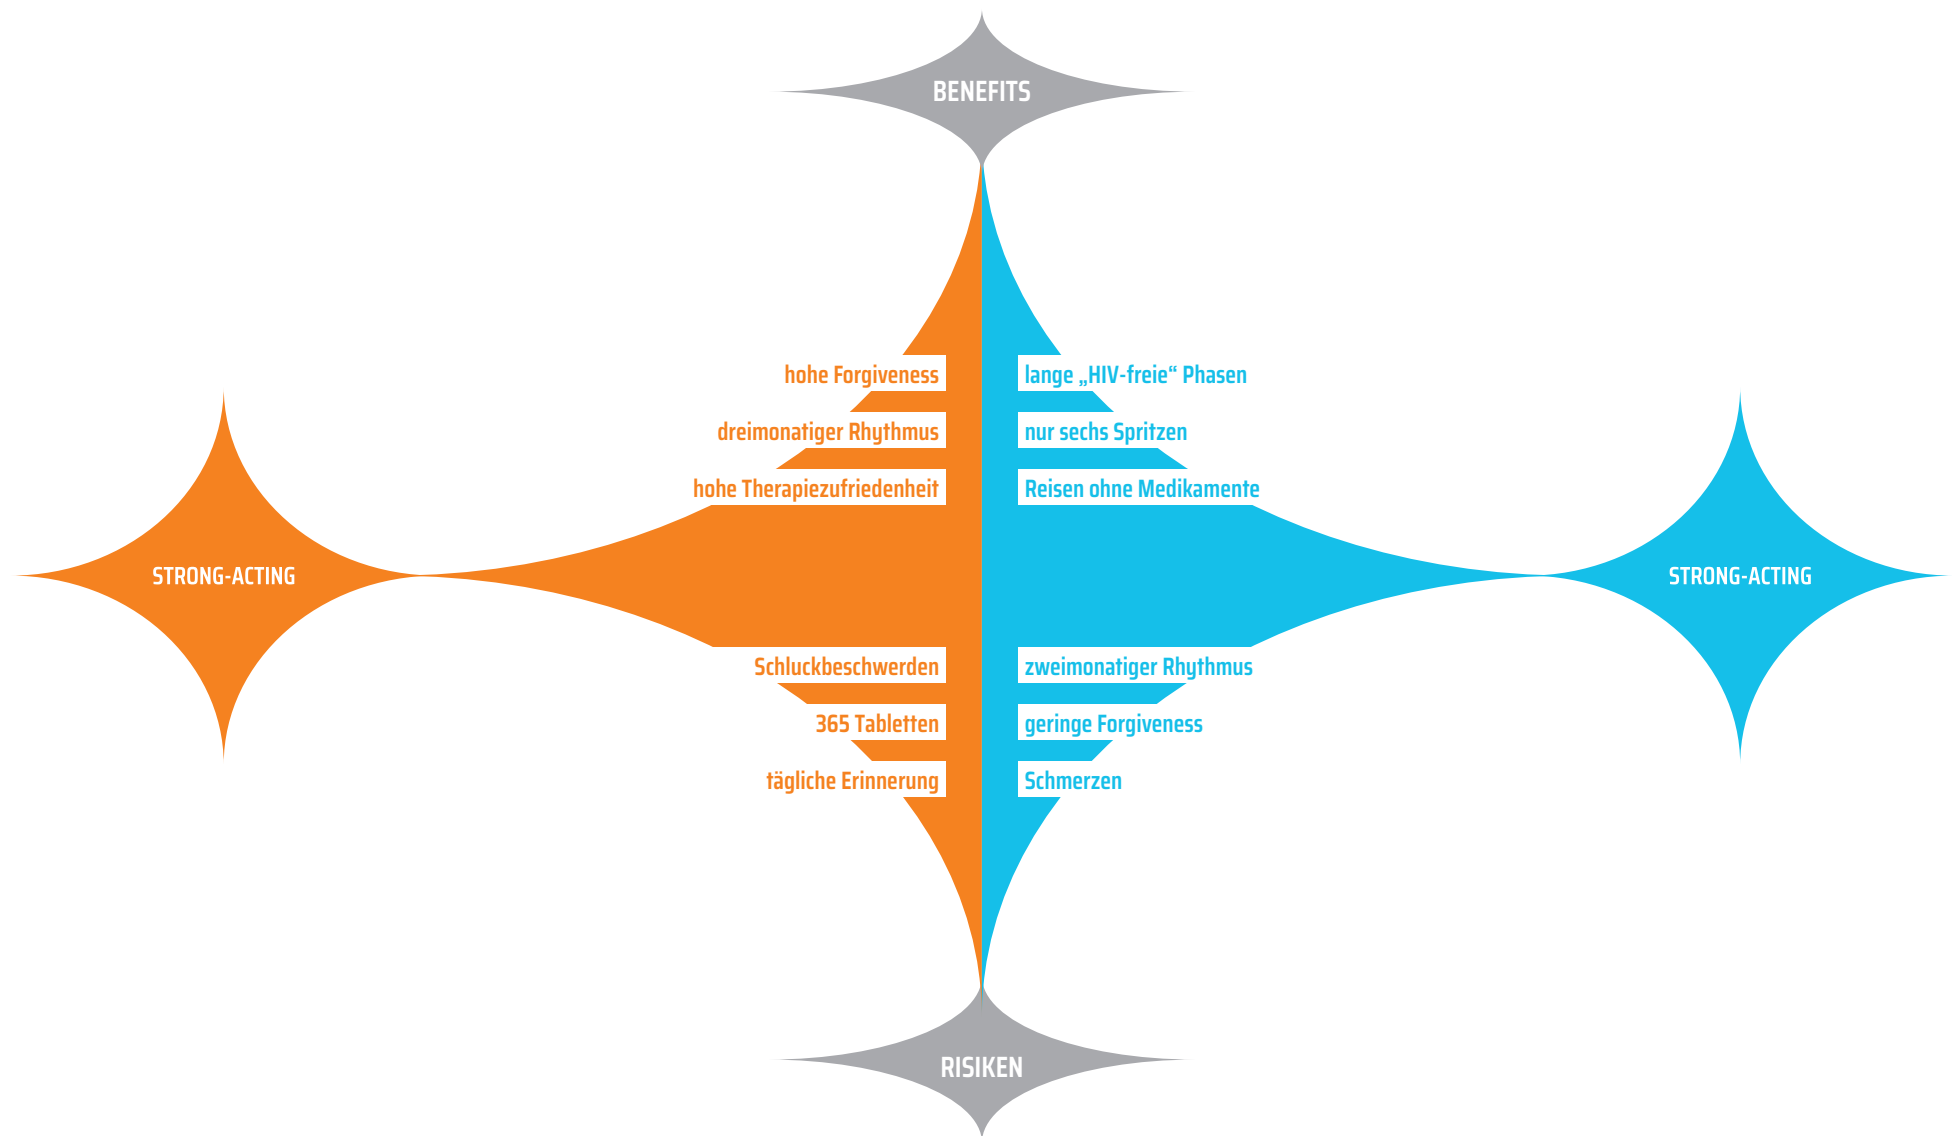 BENEFITS
hohe Forgiveness
dreimonatiger Rhythmus
hohe Therapiezufriedenheit
lange „HIV-freie“ Phasen
nur sechs Spritzen
Reisen ohne Medikamente
STRONG-ACTING
STRONG-ACTING
Schluckbeschwerden
365 Tabletten
tägliche Erinnerung
zweimonatiger Rhythmus
geringe Forgiveness
Schmerzen
RISIKEN